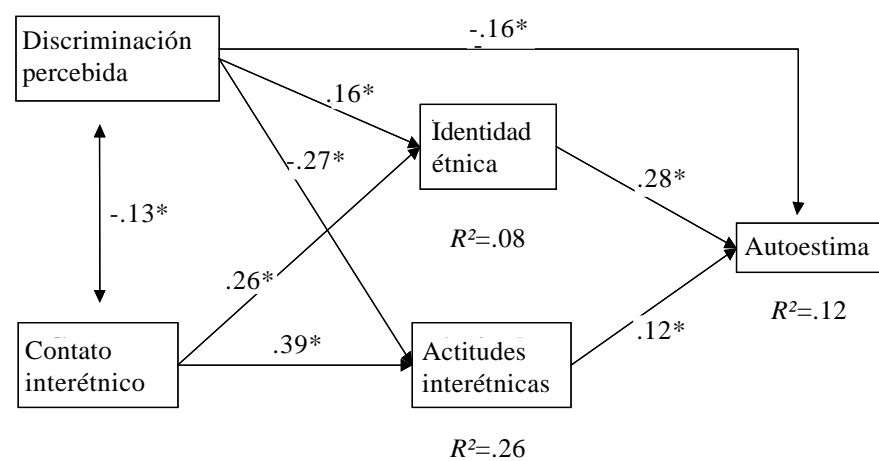 Discriminación
percebida
-.16*
.16*
Identidad
étnica
-.27*
.28*
-.13*
R²=.08
Autoestima
.26*
R²=.12
.12*
Contato
interétnico
.39*
Actitudes
interétnicas
R²=.26